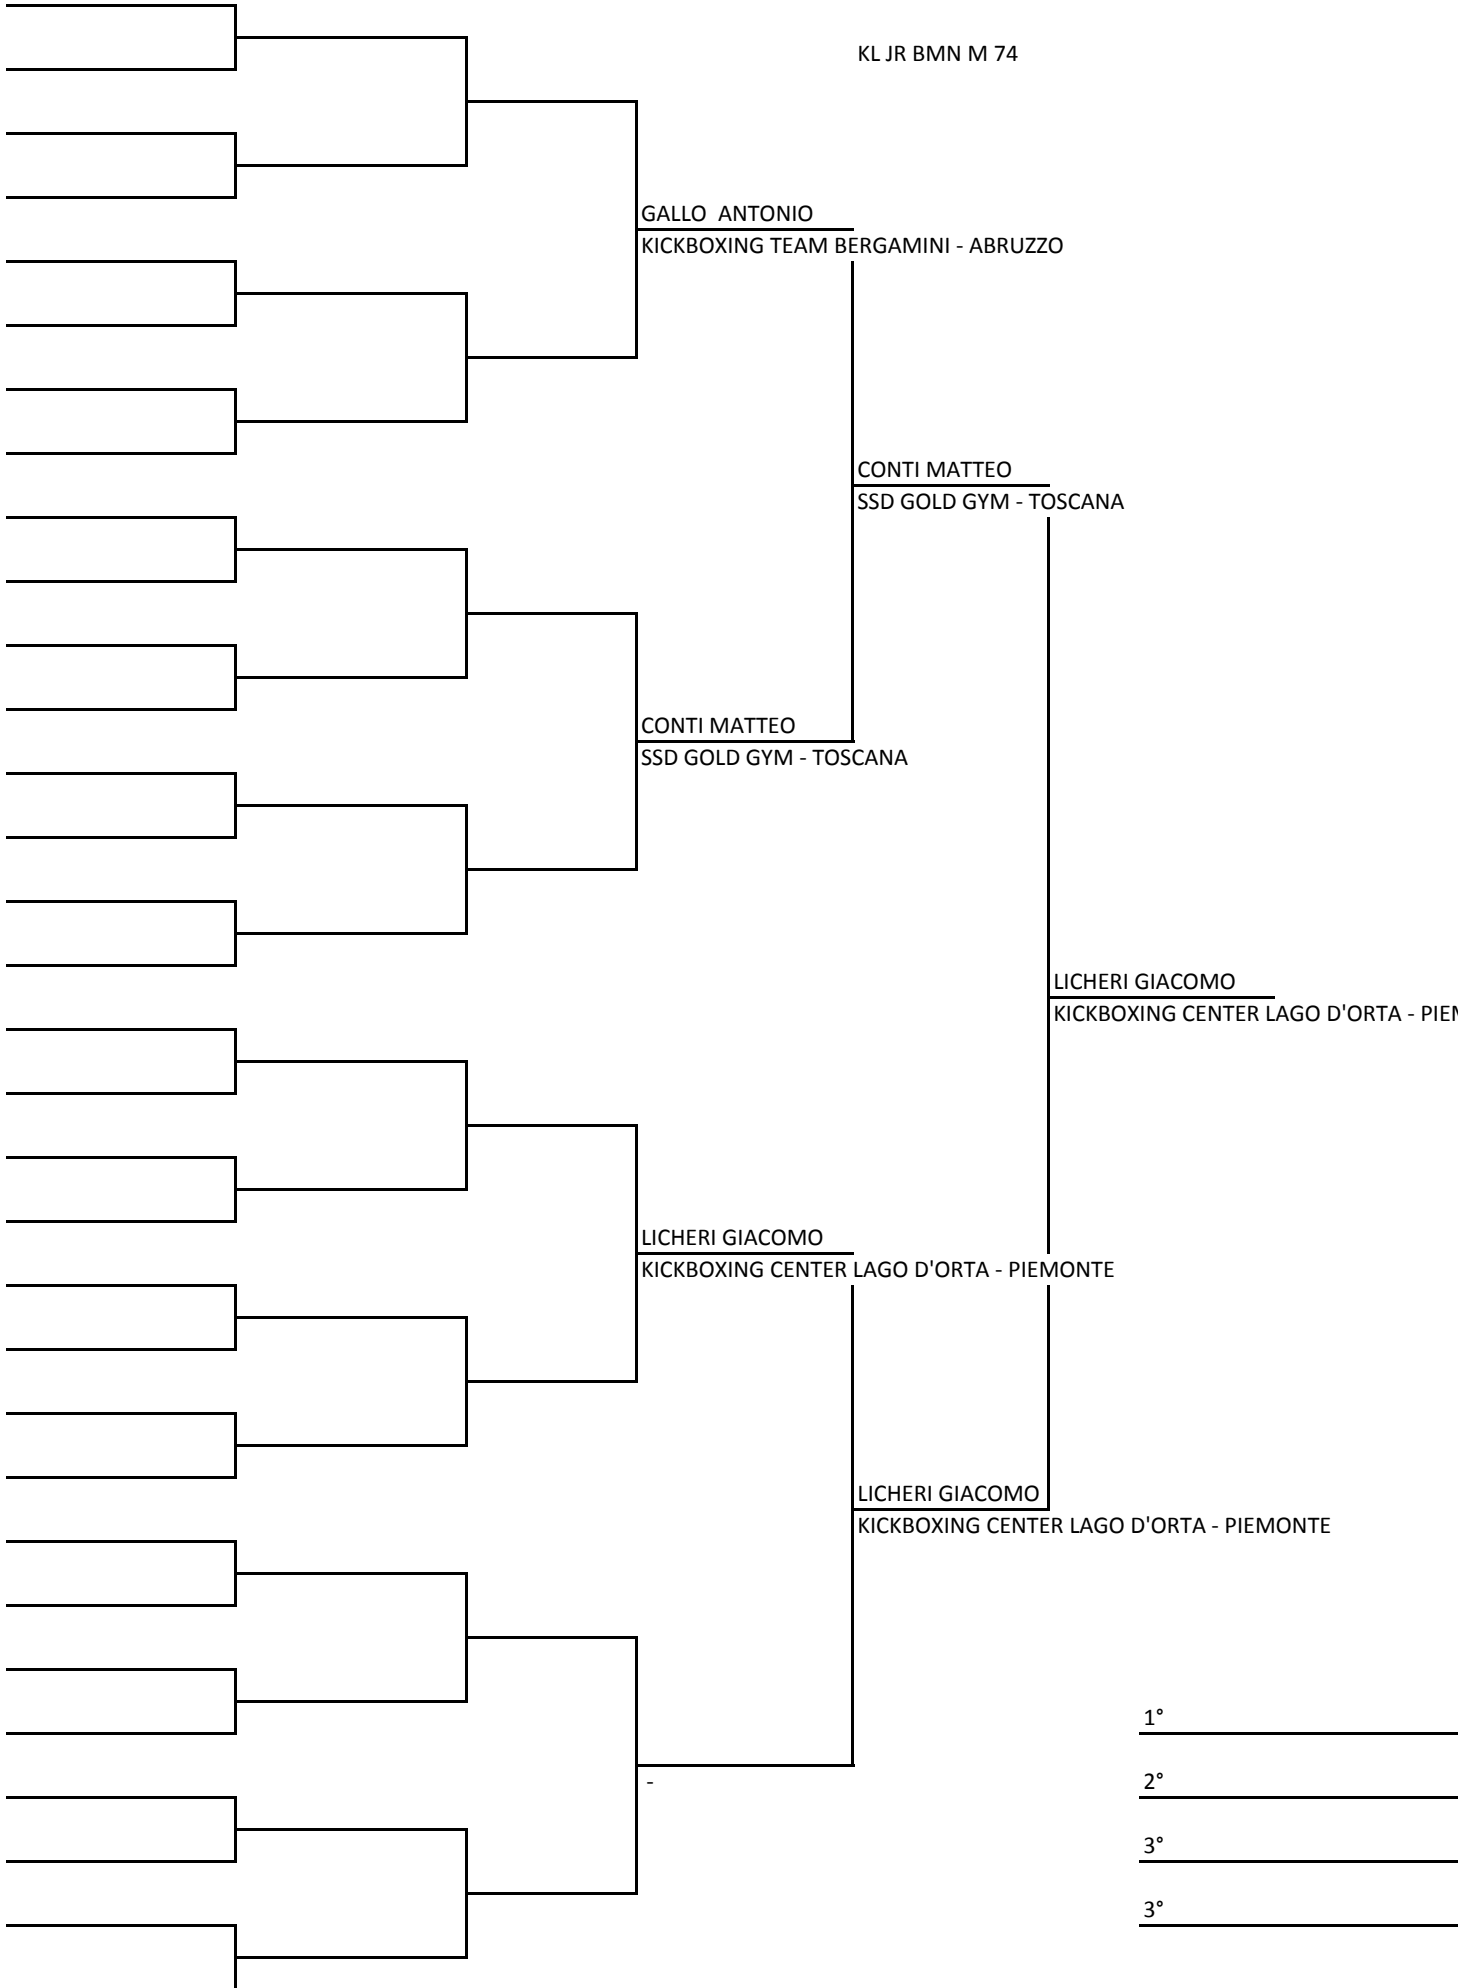 KL JR BMN M 74
GALLO  ANTONIO
KICKBOXING TEAM BERGAMINI - ABRUZZO
CONTI MATTEO
SSD GOLD GYM - TOSCANA
CONTI MATTEO
SSD GOLD GYM - TOSCANA
LICHERI GIACOMO
KICKBOXING CENTER LAGO D'ORTA - PIEM
LICHERI GIACOMO
KICKBOXING CENTER LAGO D'ORTA - PIEMONTE
LICHERI GIACOMO
KICKBOXING CENTER LAGO D'ORTA - PIEMONTE
1°
-
2°
3°
3°